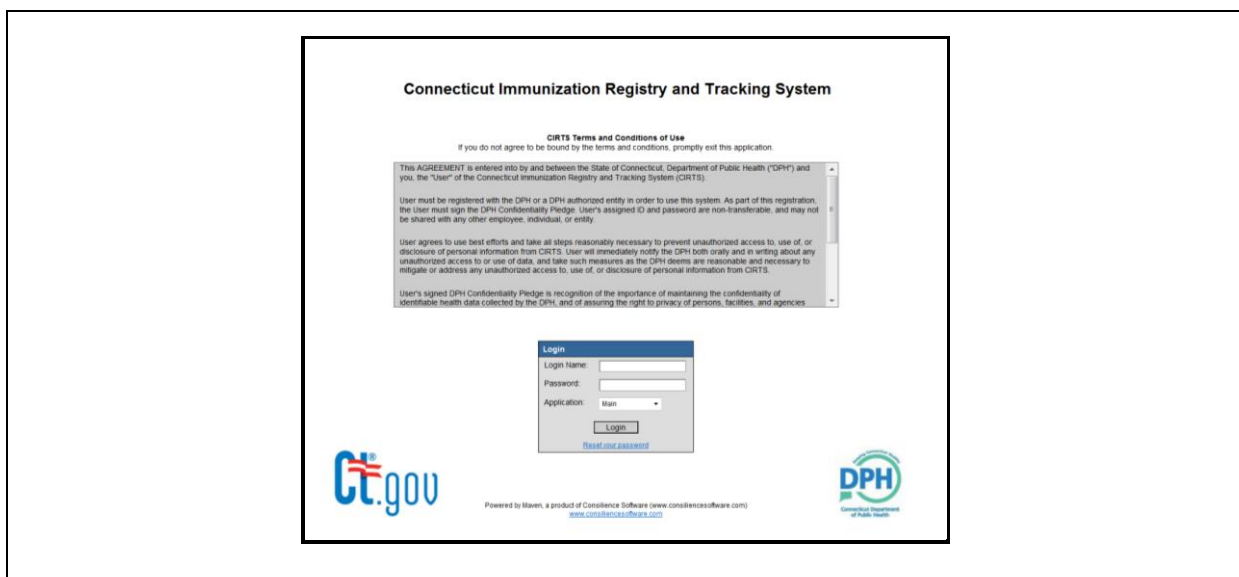 Connecticut Immunization Registry and Tracking System
CIRTS Terms and Conditions of Use
If you do not agree to be bound by the terms and conditions, promptly exit this application.
This AGREEMENT is entered into by and between the State of Connecticut, Department of Public Health ("DPH") and
you, the "User" of the Connecticut Immunization Registry and Tracking System (CIRTS).
User must be registered with the DPH or a DPH authorized entity in order to use this system. As part of this registration,
the User must sign the DPH Confidentiality Pledge. User's assigned ID and password are non-transferable, and may not
be shared with any other employee, individual, or entity.
User agrees to use best efforts and take all steps reasonably necessary to prevent unauthorized access to, use of, or
disclosure of personal information from CIRTS. User will immediately notify the DPH both orally and in writing about any
unauthorized access to or use of data, and take such measures as the DPH deems are reasonable and necessary to
mitigate or address any unauthorized access to, use of, or disclosure of personal information from CIRTS.
User's signed DPH Confidentiality Pledge is recognition of the importance of maintaining the confidentiality of
identifiable health data collected by the DPH, and of assuring the right to privacy of persons, facilities, and agencies
Login
Login Name:
Password:
Application: Main
Login
Reset your password
Ct.gov®
DPH
Connecticut Department
of Public Health
Powered by Maven, a product of Consilience Software (www.consiliencesoftware.com)
www.consiliencesoftware.com